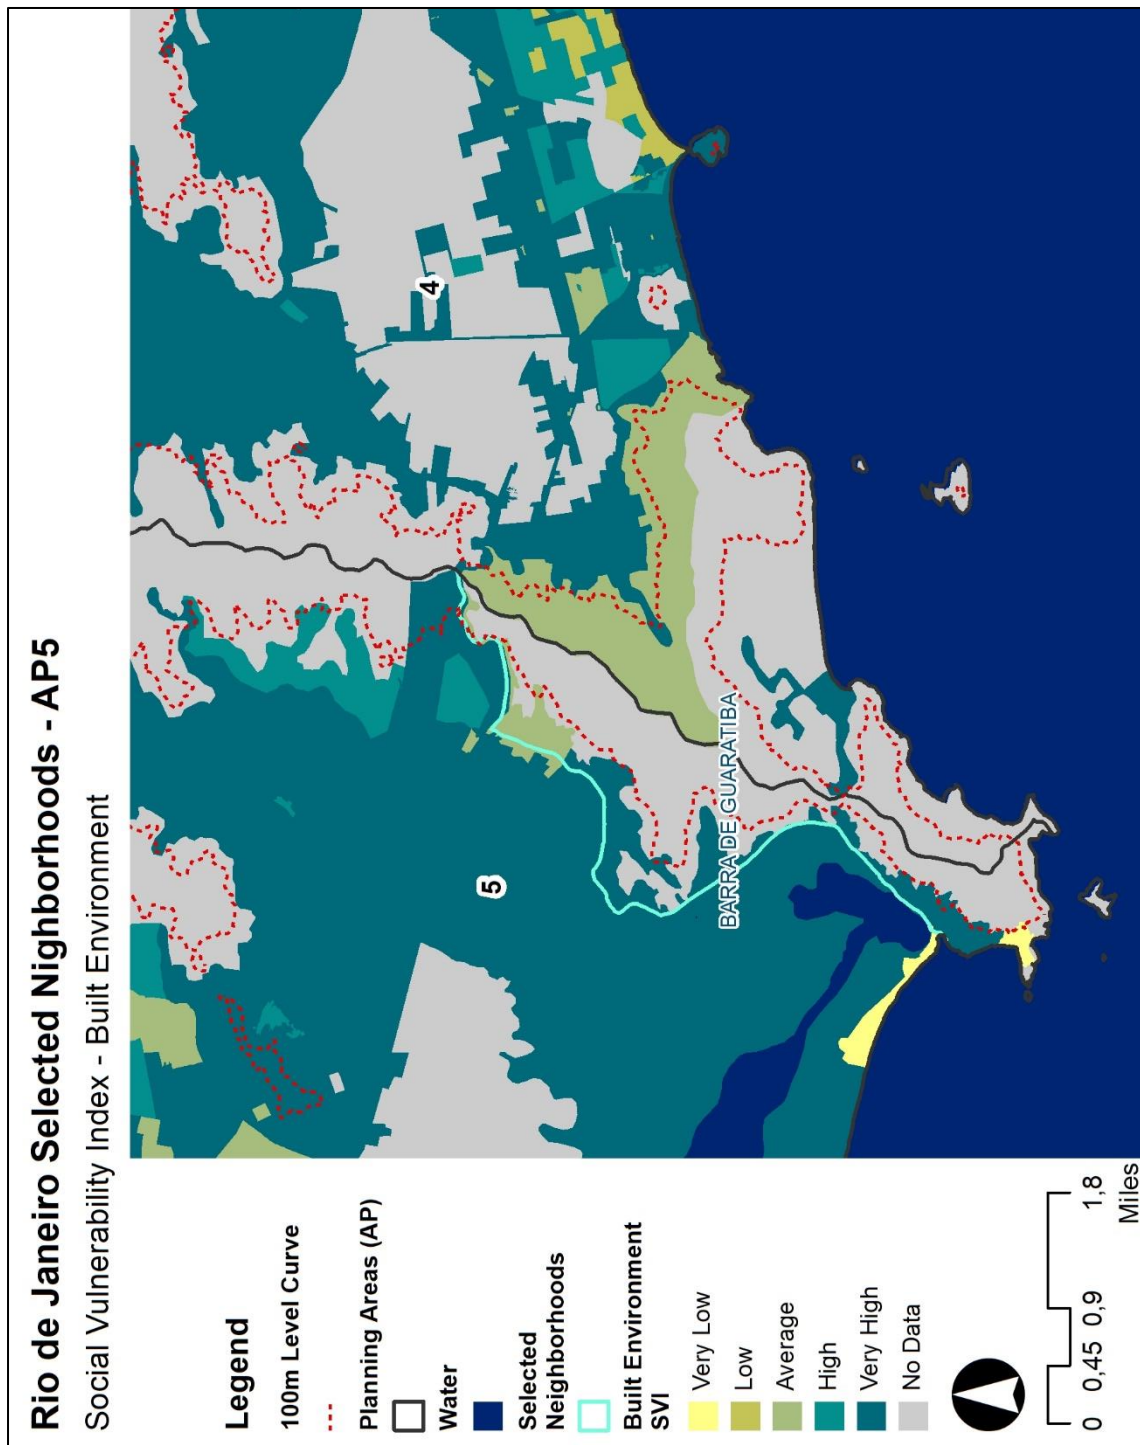 Rio de Janeiro Selected Nighborhoods - AP5
Social Vulnerability Index - Built Environment
Legend
100m Level Curve
Planning Areas (AP)
Water
Selected
Neighborhoods
Built Environment
SVI
Very Low
Low
Average
High
Very High
No Data
0 0,45 0,9 1,8
Miles
4
5
BARRA DE GUARATIBA